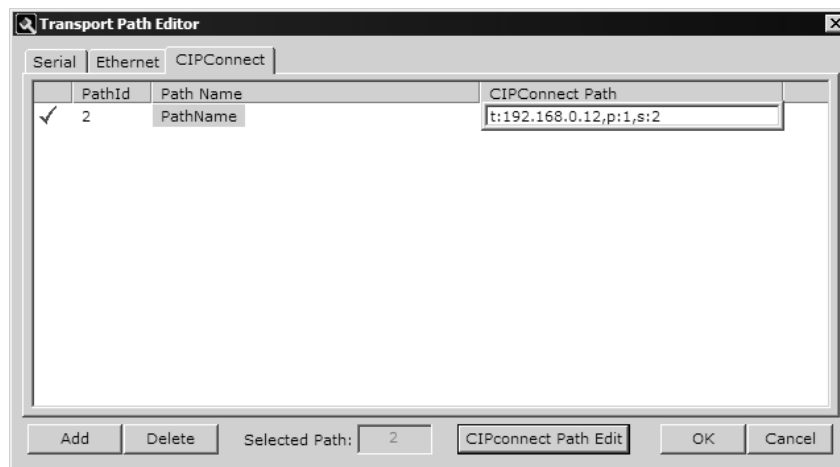 Transport Path Editor
Serial Ethernet CIPConnect
PathId Path Name CIPConnect Path
2 PathName t:192.168.0.12,p:1,s:2
Add Delete Selected Path: 2 CIPconnect Path Edit OK Cancel